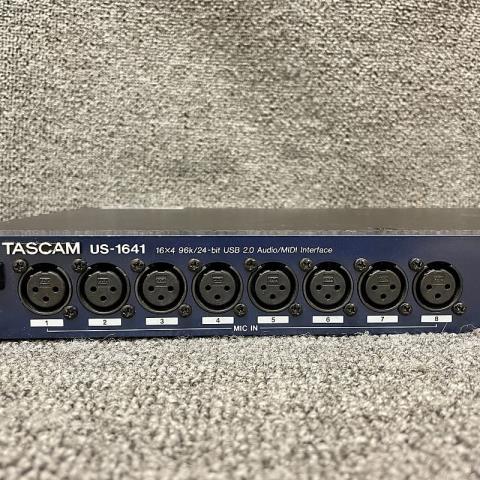 TASCAM US-1641 16×4 96k/24-bit USB 2.0 Audio/MIDI Interface
1 2 3 4 5 6 7 8
MIC IN